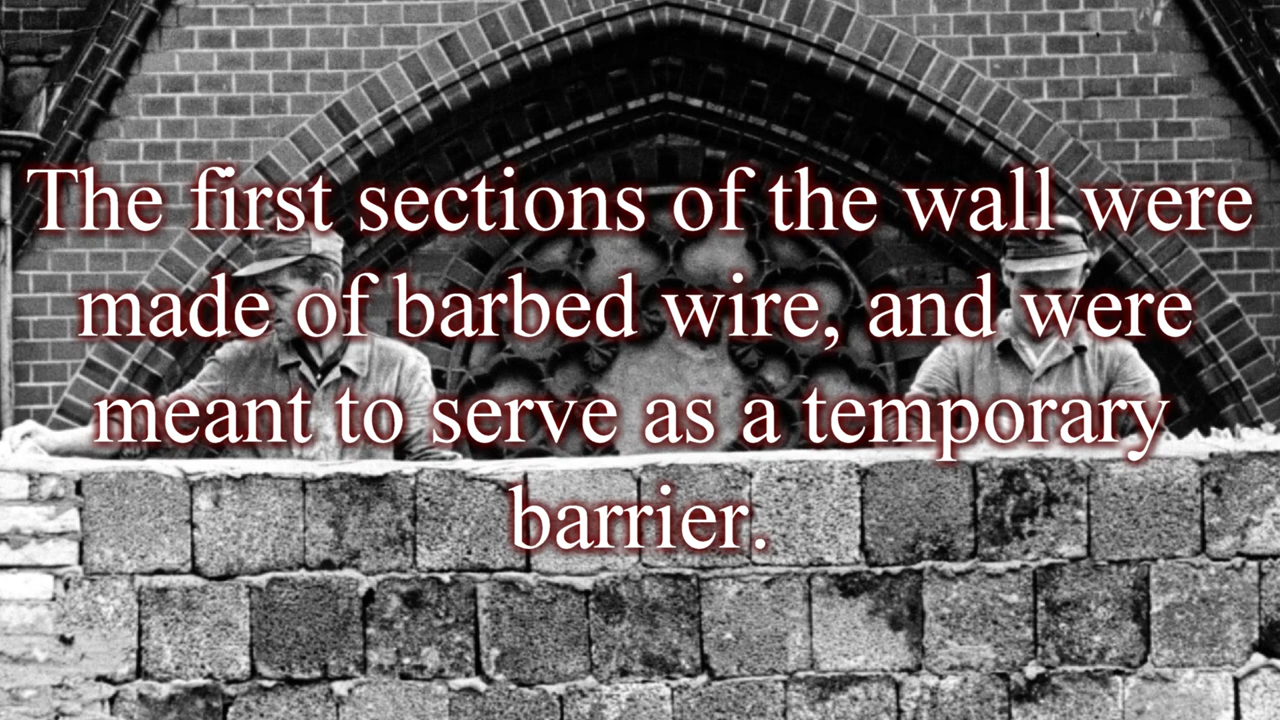 The first sections of the wall were
made of barbed wire, and were
meant to serve as a temporary
barrier.